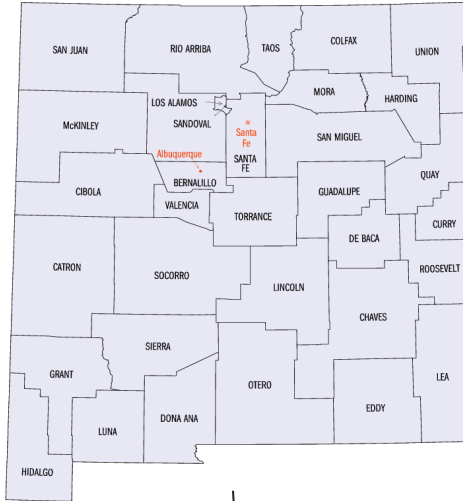 SAN JUAN
RIO ARRIBA
TAOS
COLFAX
UNION
MORA
HARDING
LOS ALAMOS
McKINLEY
SANDOVAL
Santa
Fe
SAN MIGUEL
Albuquerque
SANTA
FE
CIBOLA
BERNALILLO
QUAY
VALENCIA
GUADALUPE
TORRANCE
CURRY
DE BACA
CATRON
SOCORRO
ROOSEVELT
LINCOLN
CHAVES
SIERRA
GRANT
LEA
OTERO
EDDY
LUNA
DONA ANA
HIDALGO